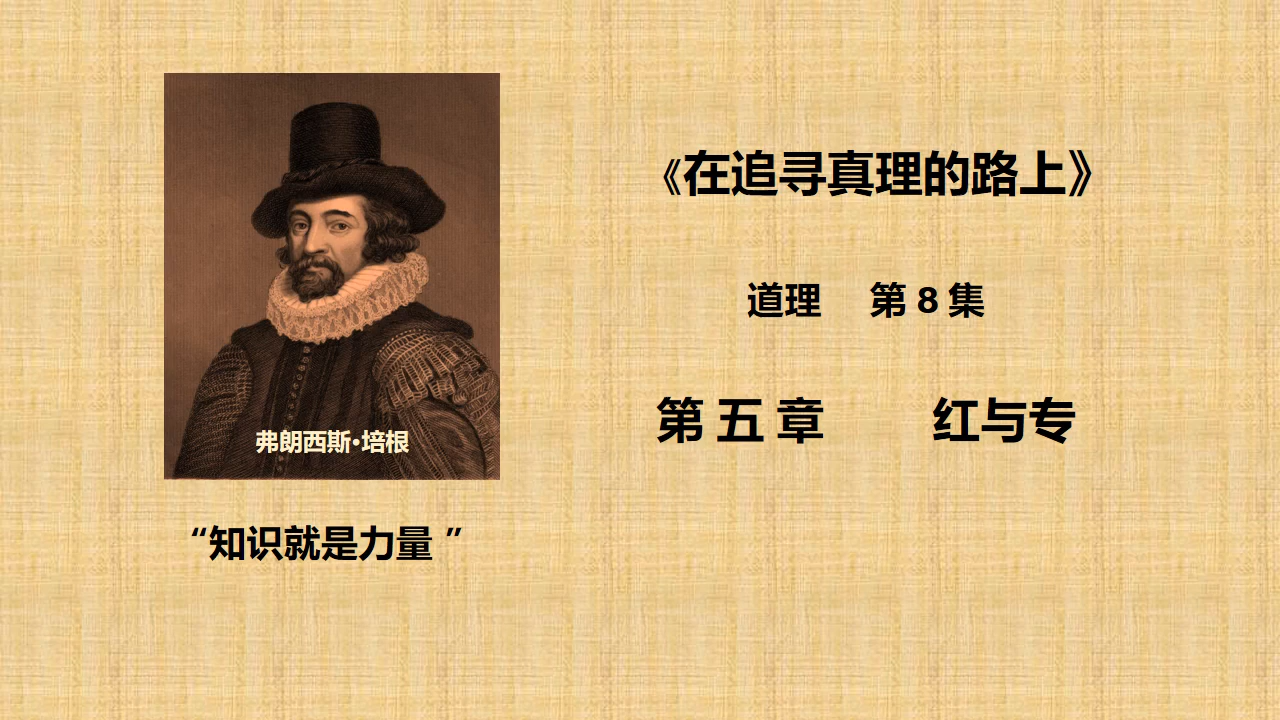 弗朗西斯·培根
“知识就是力量 ”
《在追寻真理的路上》
道理 第 8 集
第 五 章 红与专